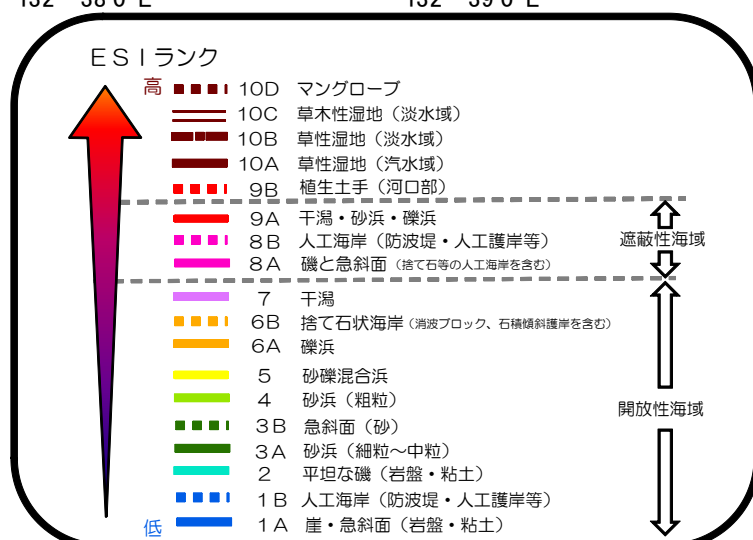 132° 38'0"E 132° 39'0"E
ESIランク
高
10D マングローブ
10C 草木性湿地（淡水域）
10B 草性湿地（淡水域）
10A 草性湿地（汽水域）
9B 植生土手（河口部）
9A 干潟・砂浜・礫浜
8B 人工海岸（防波堤・人工護岸等）
遮蔽性海域
8A 磯と急斜面（捨て石等の人工海岸を含む）
7 干潟
6B 捨て石状海岸（消波ブロック、石積傾斜護岸を含む）
6A 礫浜
5 砂礫混合浜
4 砂浜（粗粒）
開放性海域
3B 急斜面（砂）
3A 砂浜（細粒～中粒）
2 平坦な磯（岩盤・粘土）
1B 人工海岸（防波堤・人工護岸等）
低
1A 崖・急斜面（岩盤・粘土）